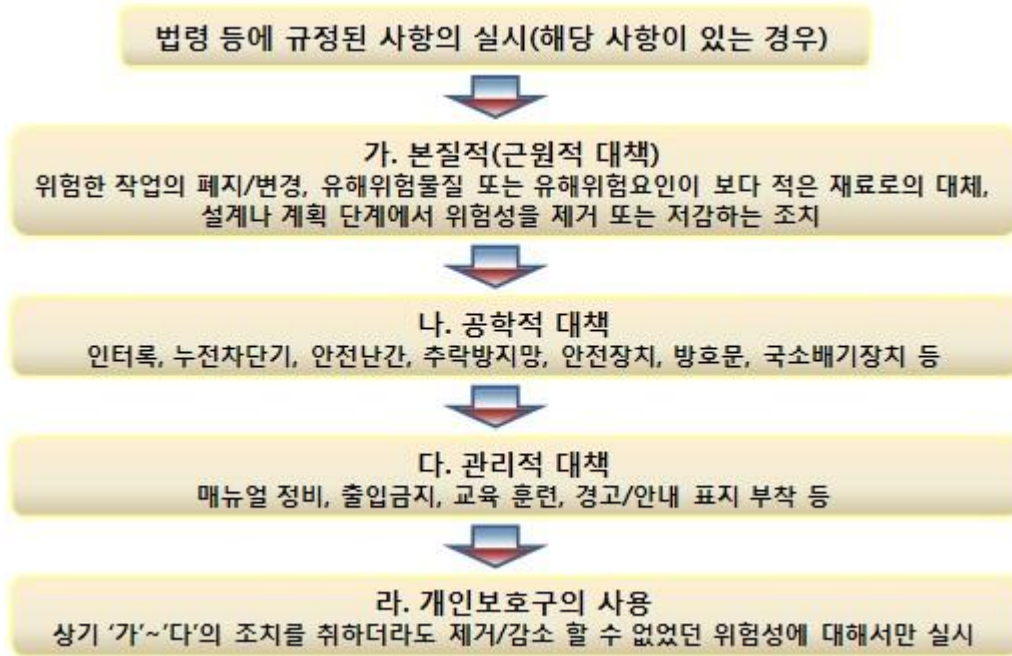 법령 등에 규정된 사항의 실시(해당 사항이 있는 경우)
가. 본질적(근원적 대책)
위험한 작업의 폐지/변경, 유해위험물질 또는 유해위험요인이 보다 적은 재료로의 대체,
설계나 계획 단계에서 위험성을 제거 또는 저감하는 조치
나. 공학적 대책
인터록, 누전차단기, 안전난간, 추락방지망, 안전장치, 방호문, 국소배기장치 등
다. 관리적 대책
매뉴얼 정비, 출입금지, 교육 훈련, 경고/안내 표지 부착 등
라. 개인보호구의 사용
상기 ‘가’~’다’의 조치를 취하더라도 제거/감소 할 수 없었던 위험성에 대해서만 실시